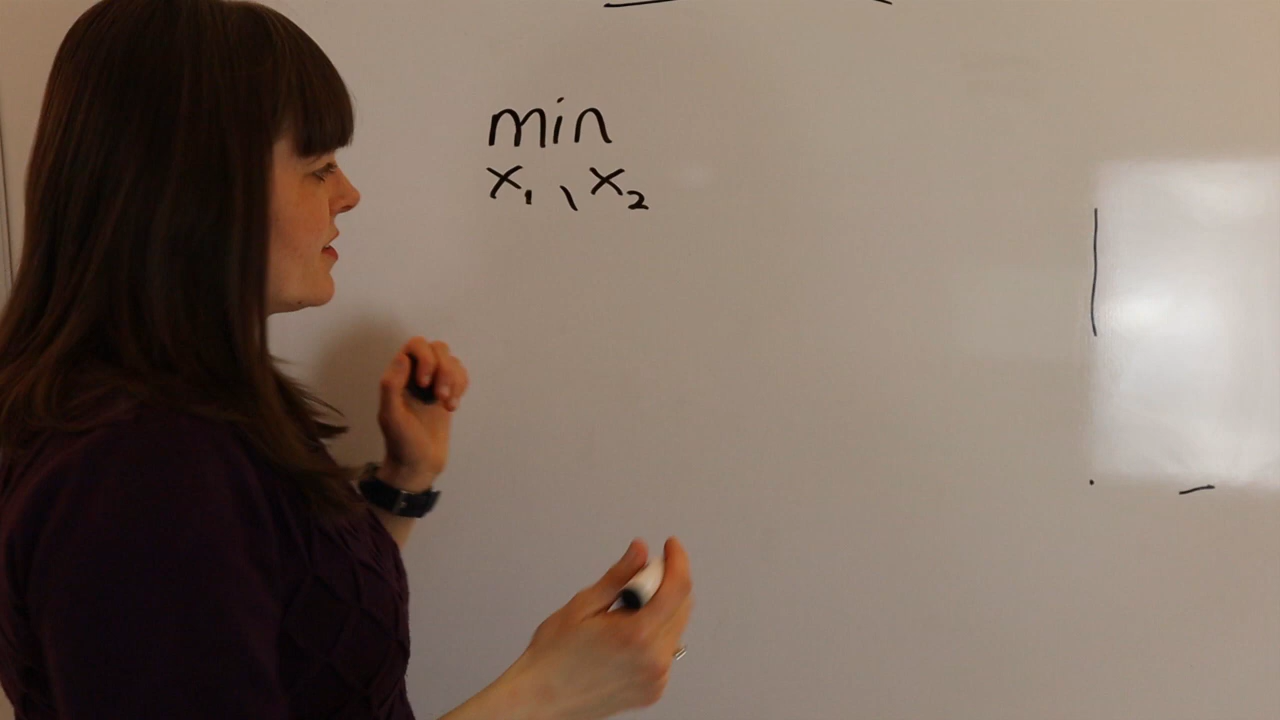 min
x₁, x₂